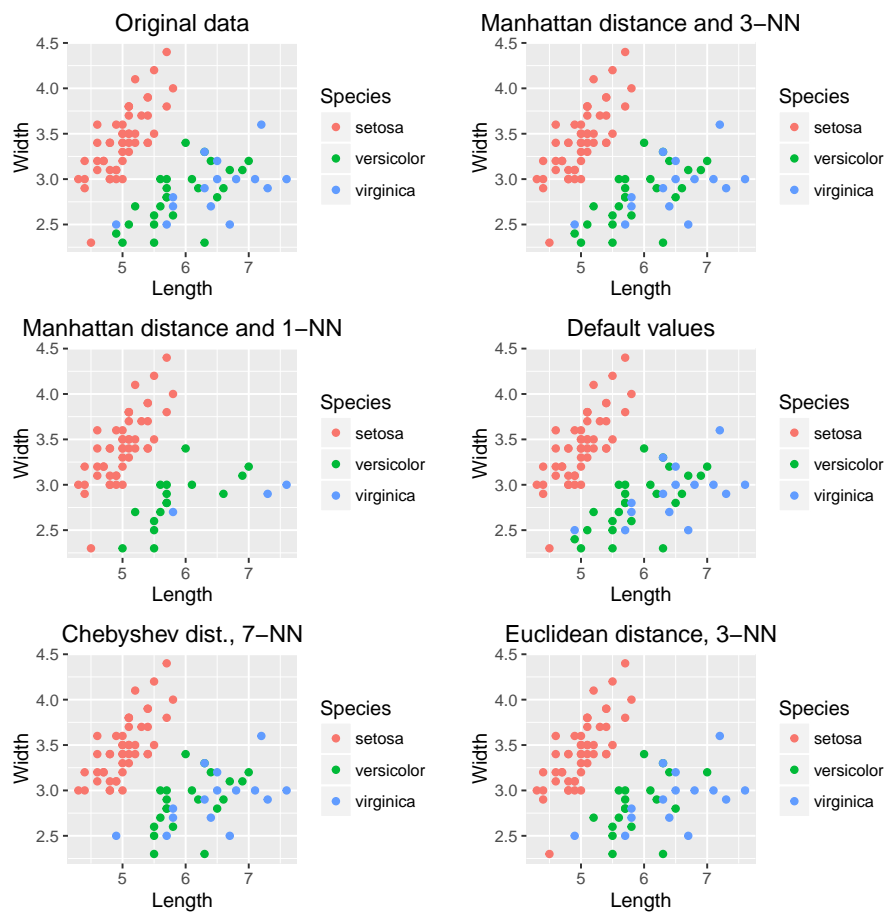 Original data
4.5
4.0
3.5
3.0
2.5
Width
5 6 7
Length
Species
setosa
versicolor
virginica
Manhattan distance and 3−NN
4.5
4.0
3.5
3.0
2.5
Width
5 6 7
Length
Species
setosa
versicolor
virginica
Manhattan distance and 1−NN
4.5
4.0
3.5
3.0
2.5
Width
5 6 7
Length
Species
setosa
versicolor
virginica
Default values
4.5
4.0
3.5
3.0
2.5
Width
5 6 7
Length
Species
setosa
versicolor
virginica
Chebyshev dist., 7−NN
4.5
4.0
3.5
3.0
2.5
Width
5 6 7
Length
Species
setosa
versicolor
virginica
Euclidean distance, 3−NN
4.5
4.0
3.5
3.0
2.5
Width
5 6 7
Length
Species
setosa
versicolor
virginica